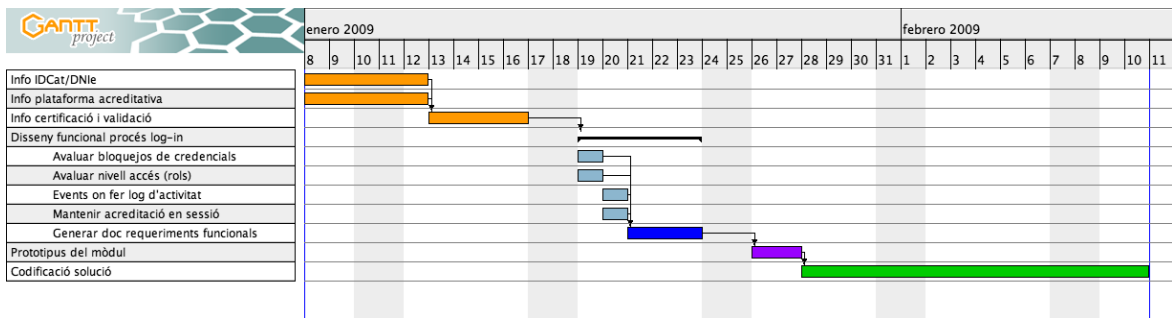 GANTT
project
enero 2009
febrero 2009
8 9 10 11 12 13 14 15 16 17 18 19 20 21 22 23 24 25 26 27 28 29 30 31 1 2 3 4 5 6 7 8 9 10 11
Info IDCat/DNIe
Info plataforma acreditativa
Info certificació i validació
Disseny funcional procés log-in
Avaluar bloquejos de credencials
Avaluar nivell accés (rols)
Events on fer log d'activitat
Mantenir acreditació en sessió
Generar doc requeriments funcionals
Prototipus del mòdul
Codificació solució